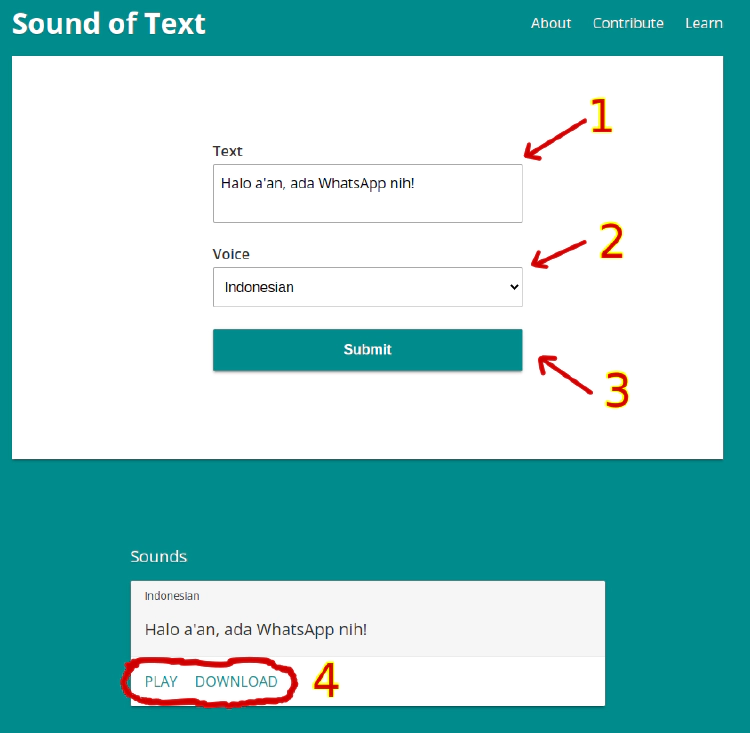 Sound of Text
About Contribute Learn
1
Text
Halo a'an, ada WhatsApp nih!
2
Voice
Indonesian
Submit
3
Sounds
Indonesian
Halo a'an, ada WhatsApp nih!
PLAY DOWNLOAD 4